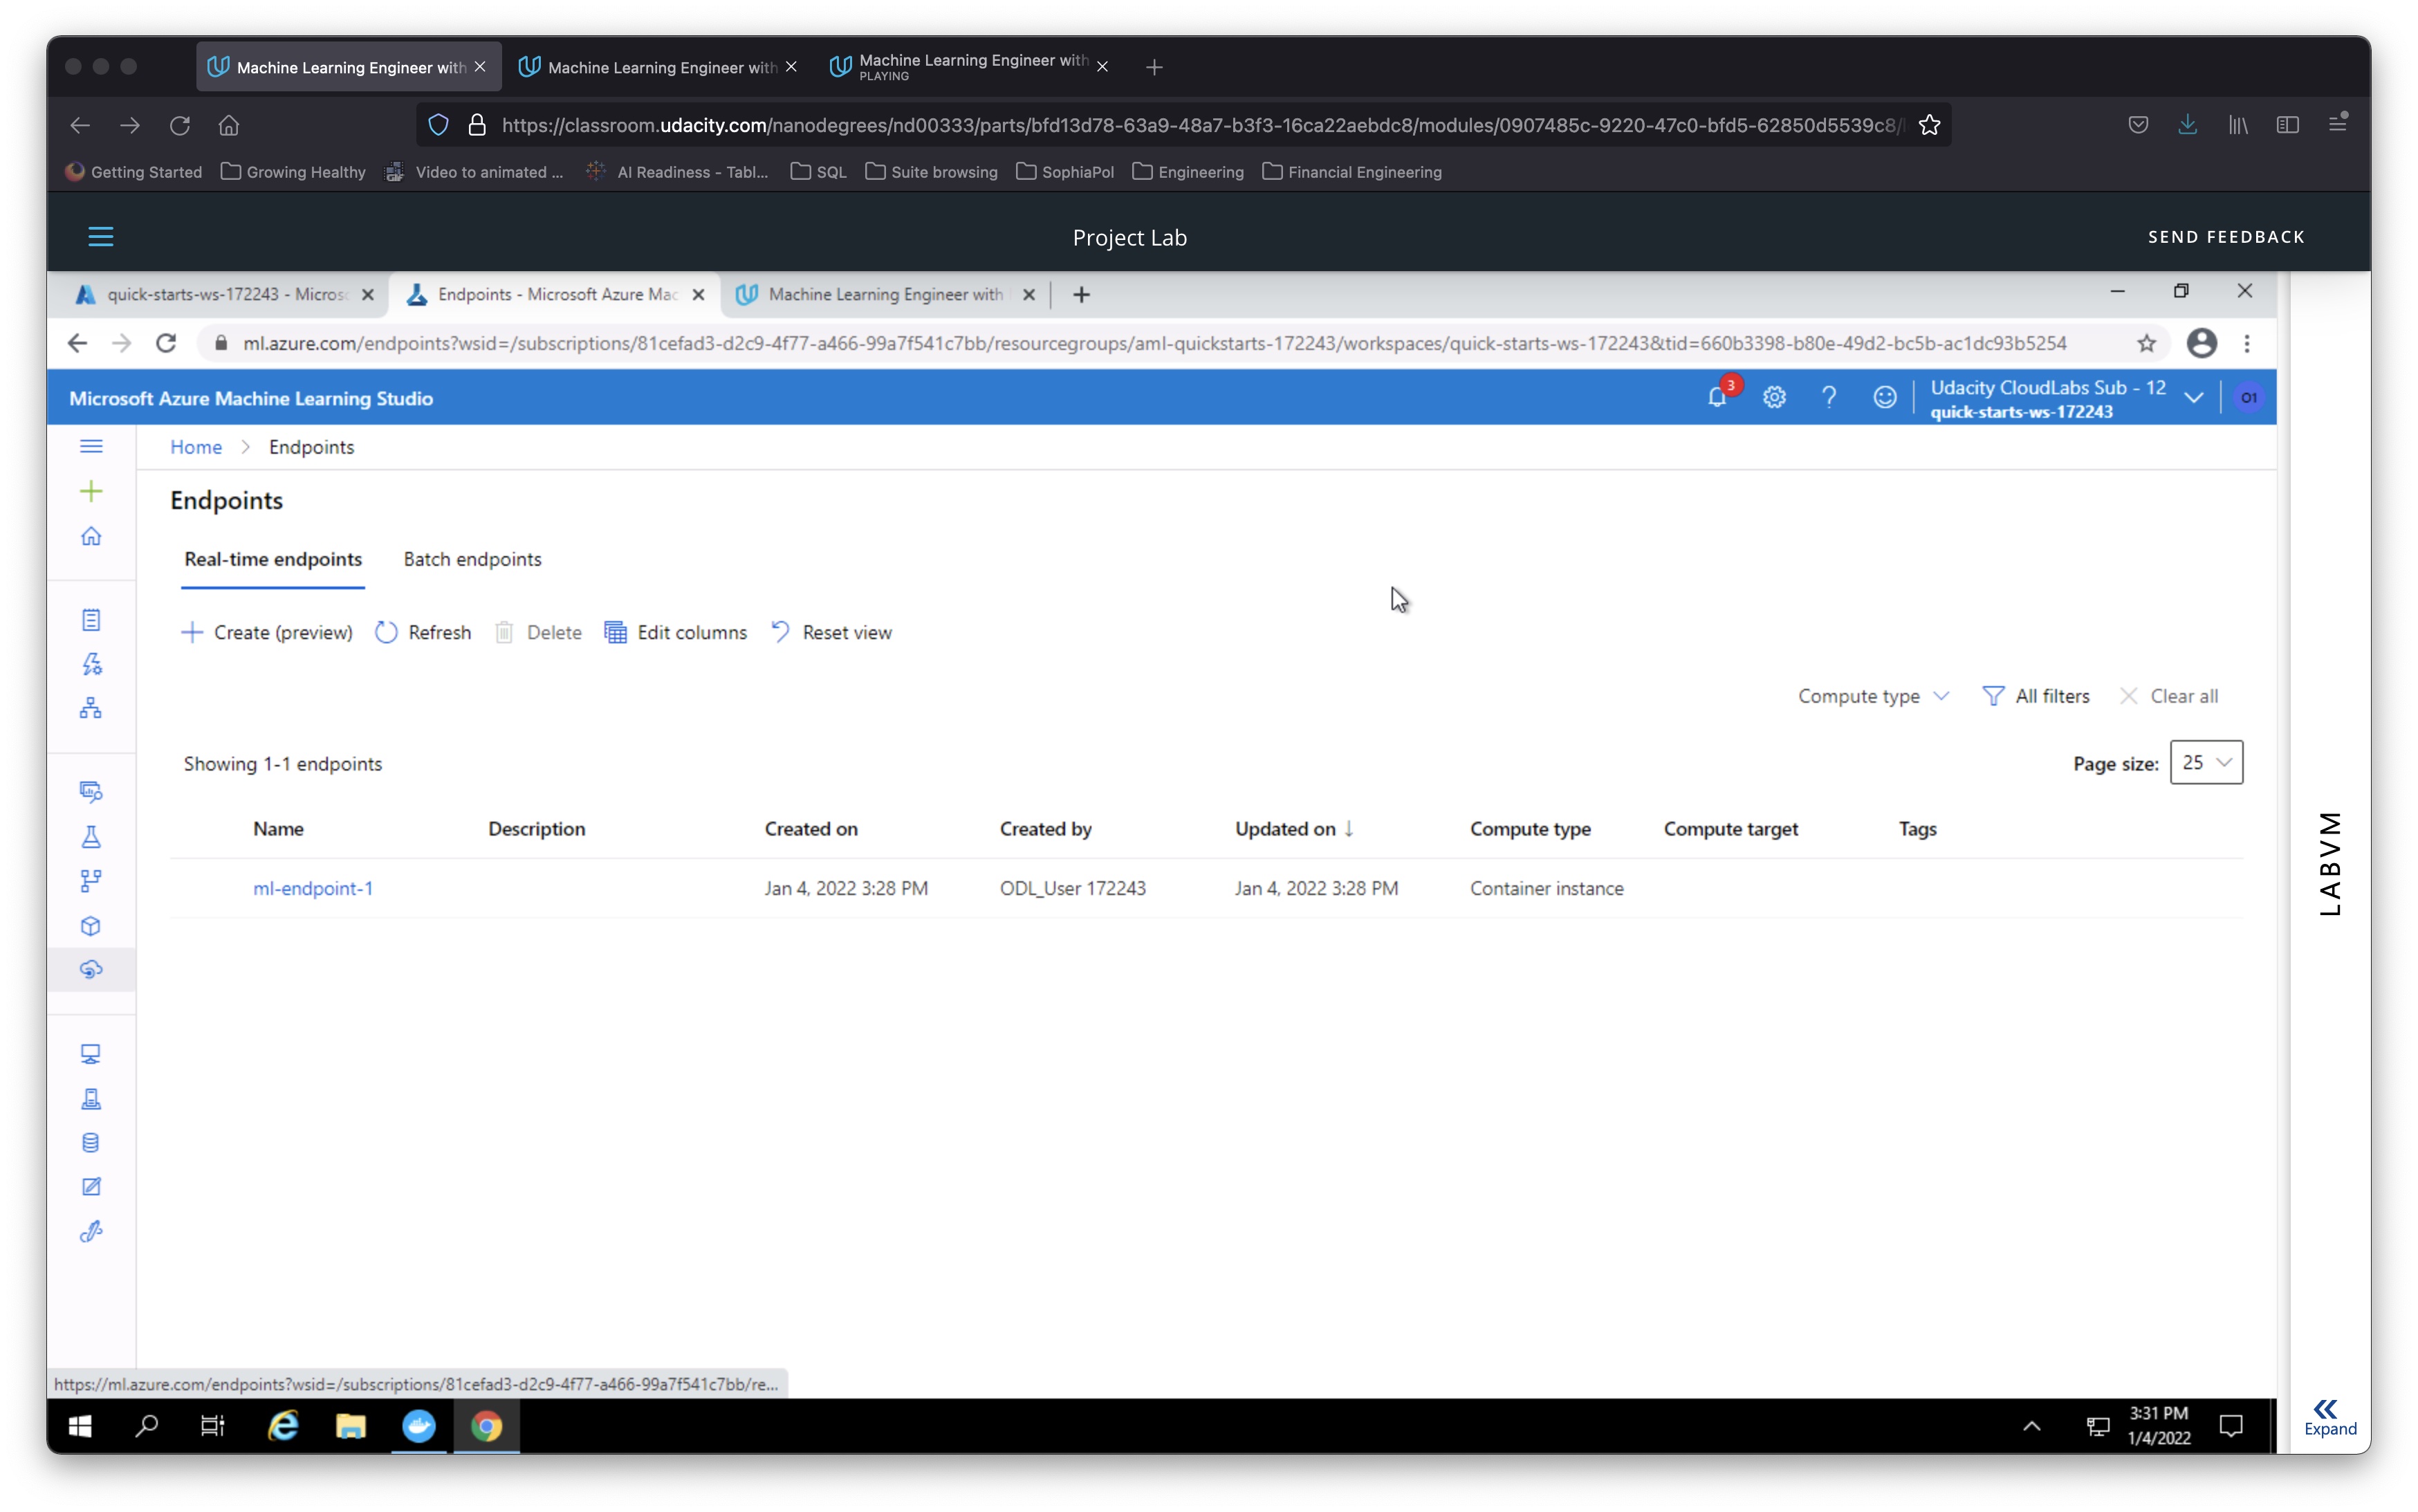 Machine Learning Engineer with
Machine Learning Engineer with
Machine Learning Engineer with
PLAYING
https://classroom.udacity.com/nanodegrees/nd00333/parts/bfd13d78-63a9-48a7-b3f3-16ca22aebdc8/modules/0907485c-9220-47c0-bfd5-62850d5539c8/
Getting Started
Growing Healthy
Video to animated ...
AI Readiness - Tabl...
SQL
Suite browsing
SophiaPol
Engineering
Financial Engineering
Project Lab
SEND FEEDBACK
quick-starts-ws-172243 - Micros
Endpoints - Microsoft Azure Mac
Machine Learning Engineer with
ml.azure.com/endpoints?wsid=/subscriptions/81cefad3-d2c9-4f77-a466-99a7f541c7bb/resourcegroups/aml-quickstarts-172243/workspaces/quick-starts-ws-172243&tid=660b3398-b80e-49d2-bc5b-ac1dc93b5254
Microsoft Azure Machine Learning Studio
3
Udacity CloudLabs Sub - 12
quick-starts-ws-172243
O1
Home > Endpoints
Endpoints
Real-time endpoints
Batch endpoints
Create (preview)
Refresh
Delete
Edit columns
Reset view
Compute type
All filters
Clear all
Showing 1-1 endpoints
Page size: 25
Name Description Created on Created by Updated on ↓ Compute type Compute target Tags
ml-endpoint-1 Jan 4, 2022 3:28 PM ODL_User 172243 Jan 4, 2022 3:28 PM Container instance
LABVM
Expand
https://ml.azure.com/endpoints?wsid=/subscriptions/81cefad3-d2c9-4f77-a466-99a7f541c7bb/re...
3:31 PM
1/4/2022